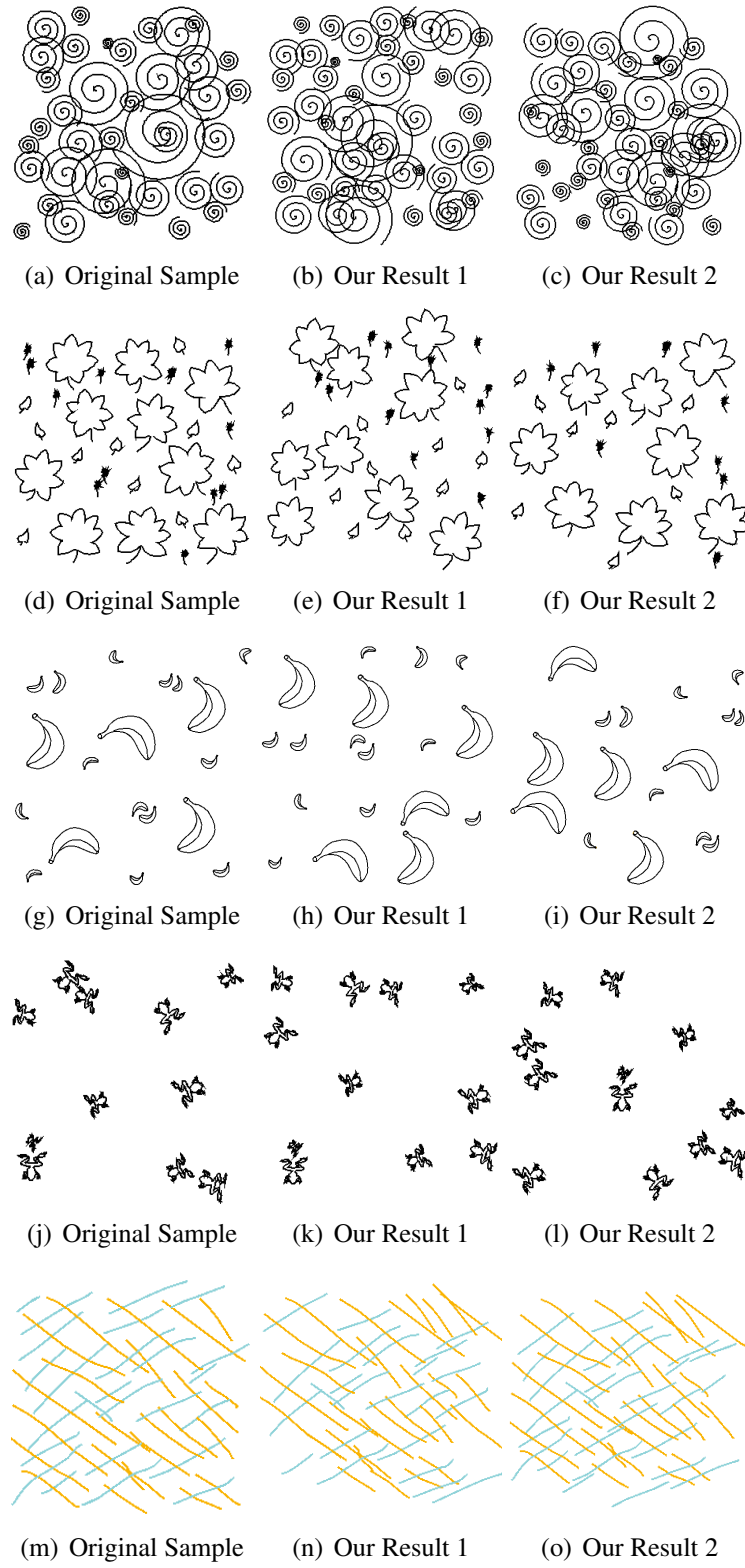 (a) Original Sample (b) Our Result 1 (c) Our Result 2
(d) Original Sample (e) Our Result 1 (f) Our Result 2
(g) Original Sample (h) Our Result 1 (i) Our Result 2
(j) Original Sample (k) Our Result 1 (l) Our Result 2
(m) Original Sample (n) Our Result 1 (o) Our Result 2